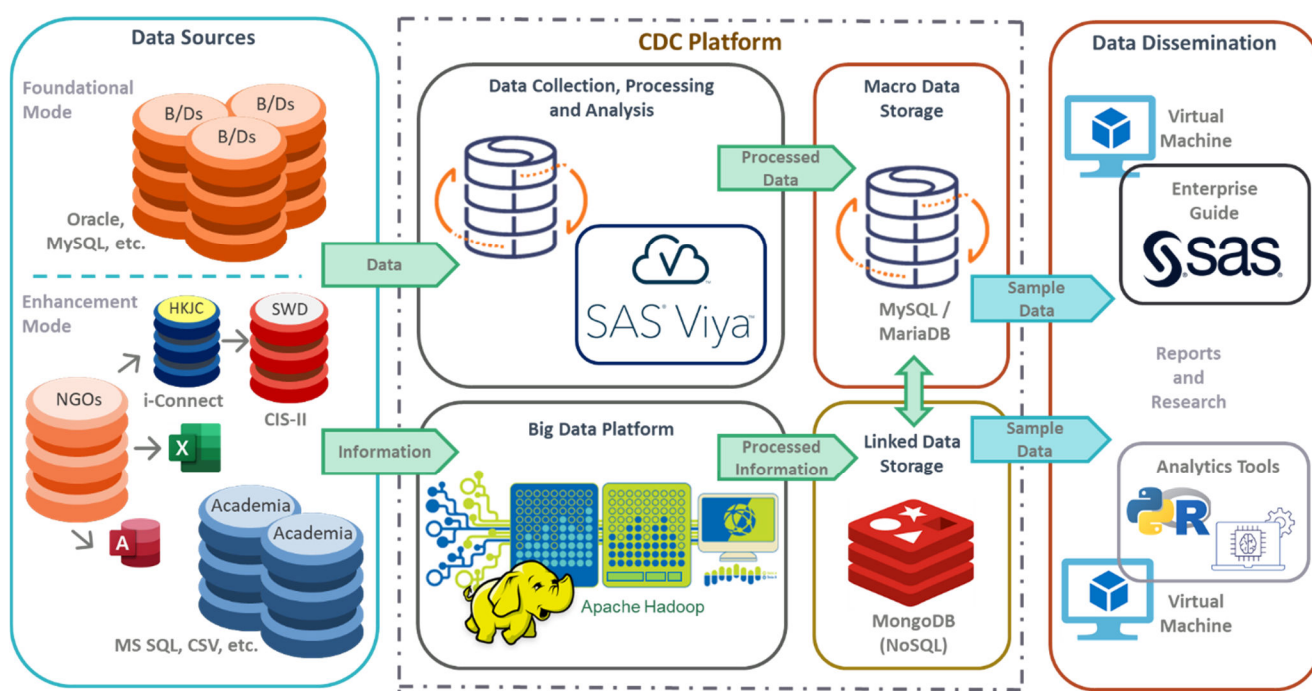 Data Sources
Foundational
Mode
B/Ds
B/Ds
B/Ds
Oracle,
MySQL, etc.
Enhancement
Mode
HKJC
SWD
i-Connect
CIS-II
NGOs
X
A
Academia
Academia
MS SQL, CSV, etc.
Data
Information
CDC Platform
Data Collection, Processing
and Analysis
V
SAS® Viya™
Processed
Data
Macro Data
Storage
MySQL /
MariaDB
Big Data Platform
Apache Hadoop
Processed
Information
Linked Data
Storage
MongoDB
(NoSQL)
Sample
Data
Sample
Data
Data Dissemination
Virtual
Machine
Enterprise
Guide
sas
Reports
and
Research
Analytics Tools
R
Virtual
Machine